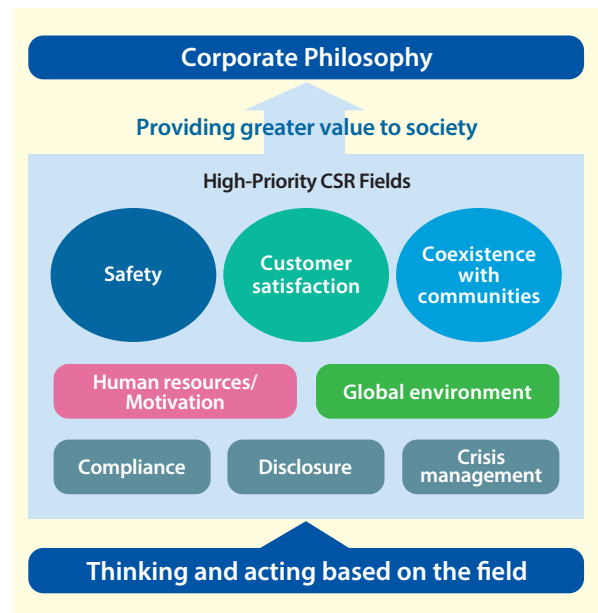 Corporate Philosophy
Providing greater value to society
High-Priority CSR Fields
Safety
Customer
satisfaction
Coexistence
with
communities
Human resources/
Motivation
Global environment
Compliance
Disclosure
Crisis
management
Thinking and acting based on the field